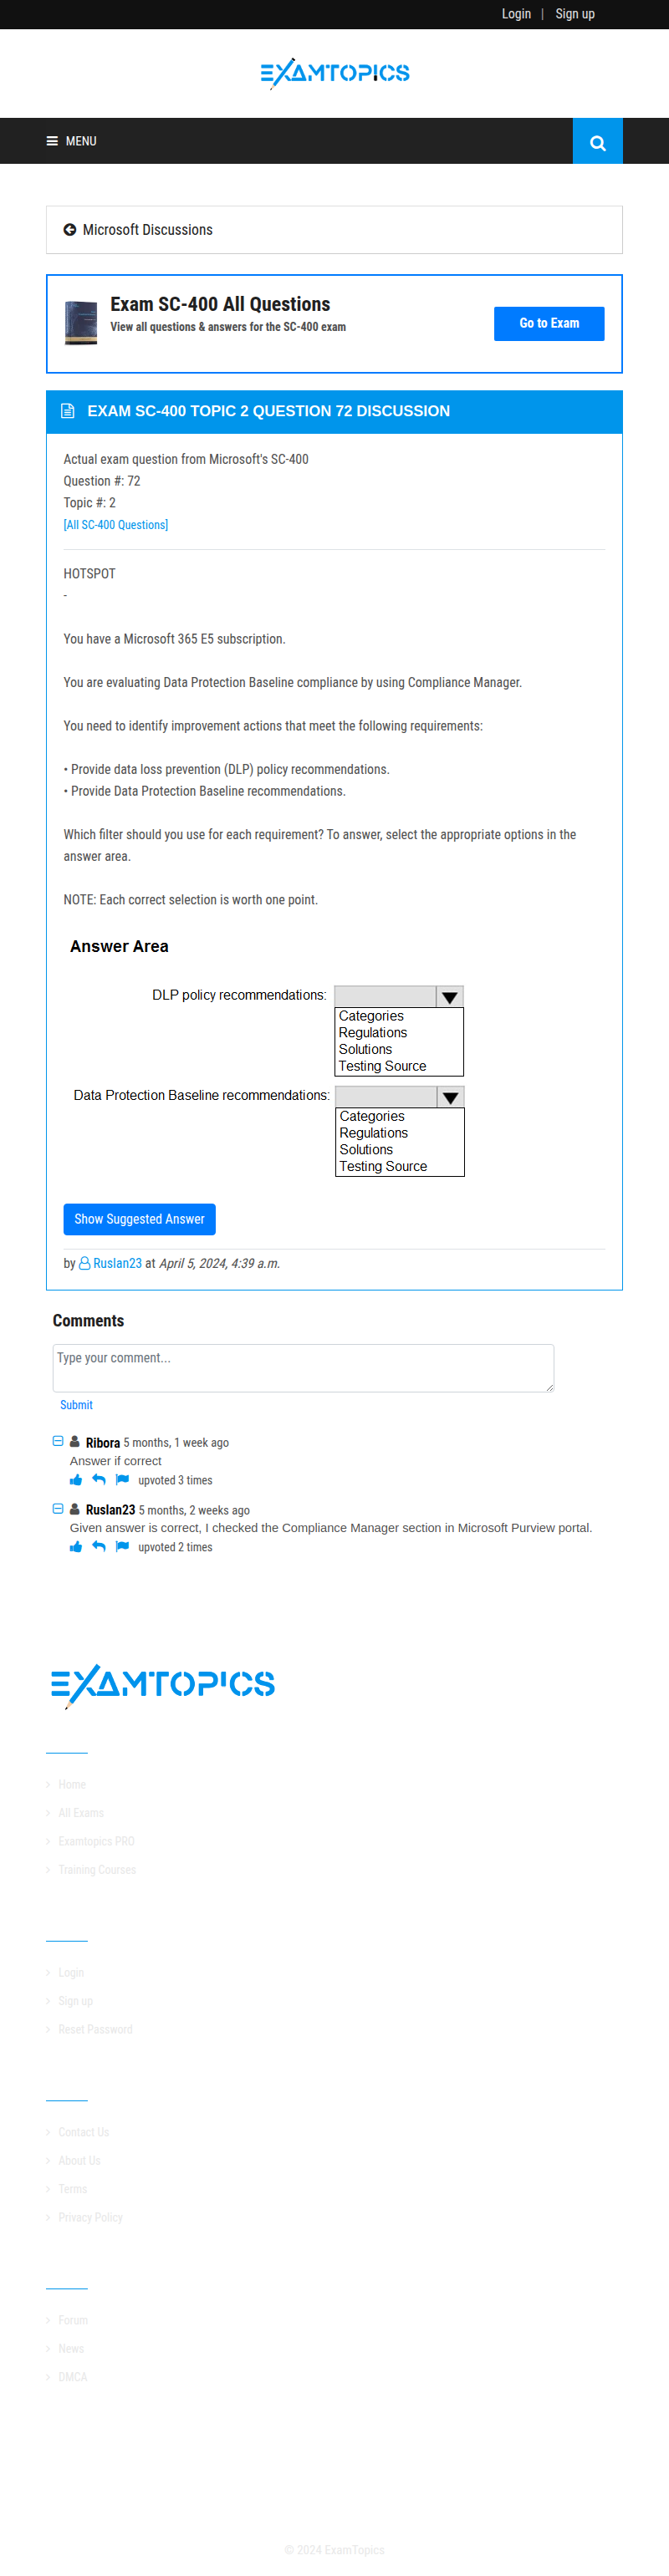 Login | Sign up
EXAMTOPICS
MENU
Microsoft Discussions
Exam SC-400 All Questions
View all questions & answers for the SC-400 exam
Go to Exam
EXAM SC-400 TOPIC 2 QUESTION 72 DISCUSSION
Actual exam question from Microsoft's SC-400
Question #: 72
Topic #: 2
[All SC-400 Questions]
HOTSPOT
-
You have a Microsoft 365 E5 subscription.
You are evaluating Data Protection Baseline compliance by using Compliance Manager.
You need to identify improvement actions that meet the following requirements:
• Provide data loss prevention (DLP) policy recommendations.
• Provide Data Protection Baseline recommendations.
Which filter should you use for each requirement? To answer, select the appropriate options in the
answer area.
NOTE: Each correct selection is worth one point.
Answer Area
DLP policy recommendations:
Categories
Regulations
Solutions
Testing Source
Data Protection Baseline recommendations:
Categories
Regulations
Solutions
Testing Source
Show Suggested Answer
by Ruslan23 at April 5, 2024, 4:39 a.m.
Comments
Type your comment...
Submit
Ribora 5 months, 1 week ago
Answer if correct
upvoted 3 times
Ruslan23 5 months, 2 weeks ago
Given answer is correct, I checked the Compliance Manager section in Microsoft Purview portal.
upvoted 2 times
EXAMTOPICS
Home
All Exams
Examtopics PRO
Training Courses
Login
Sign up
Reset Password
Contact Us
About Us
Terms
Privacy Policy
Forum
News
DMCA
© 2024 ExamTopics